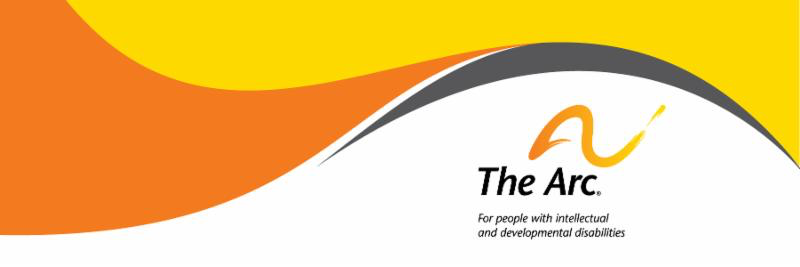 The Arc®
For people with intellectual
and developmental disabilities